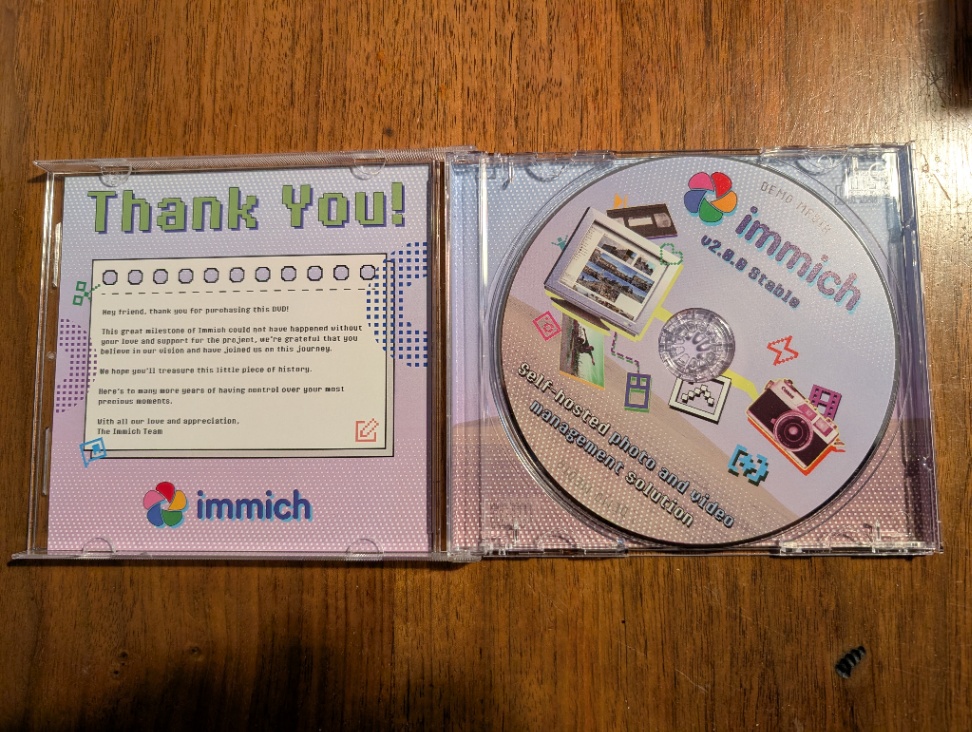 Thank You!
Hey friend, thank you for purchasing this DVD!
This great milestone of Immich could not have happened without
your love and support for the project, we're grateful that you
believe in our vision and have joined us on this journey.
We hope you'll treasure this little piece of history.
Here's to many more years of having control over your most
precious moments.
With all our love and appreciation,
The Immich Team
immich
DEMO MEDIA
immich
v2.0.0 Stable
Self-hosted photo and video
management solution